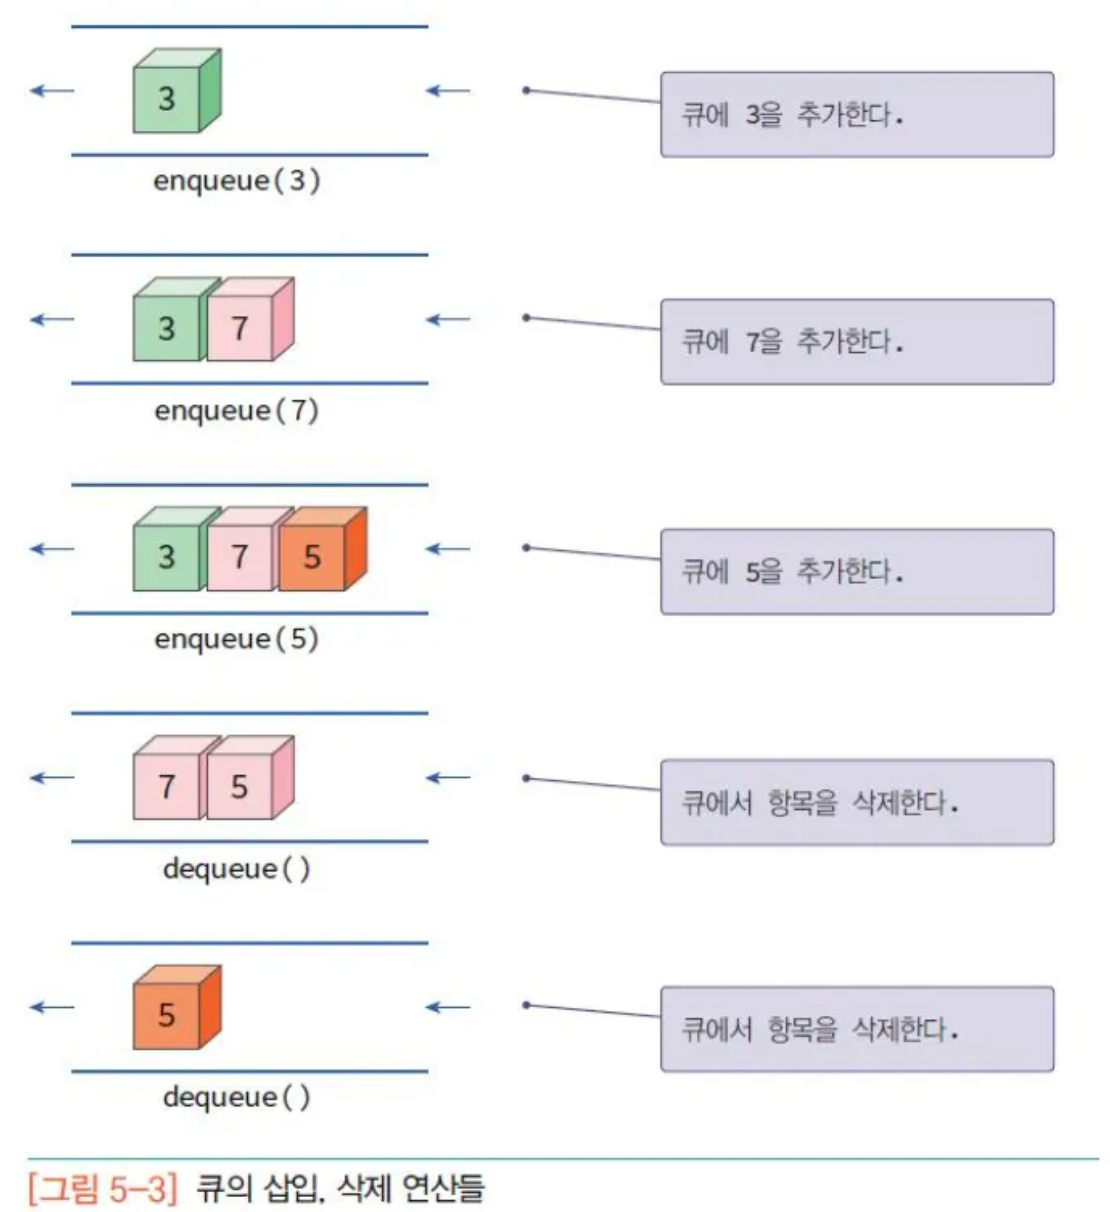 3
큐에 3을 추가한다.
enqueue(3)
3 7
큐에 7을 추가한다.
enqueue(7)
3 7 5
큐에 5을 추가한다.
enqueue(5)
7 5
큐에서 항목을 삭제한다.
dequeue()
5
큐에서 항목을 삭제한다.
dequeue()
[그림 5-3] 큐의 삽입, 삭제 연산들